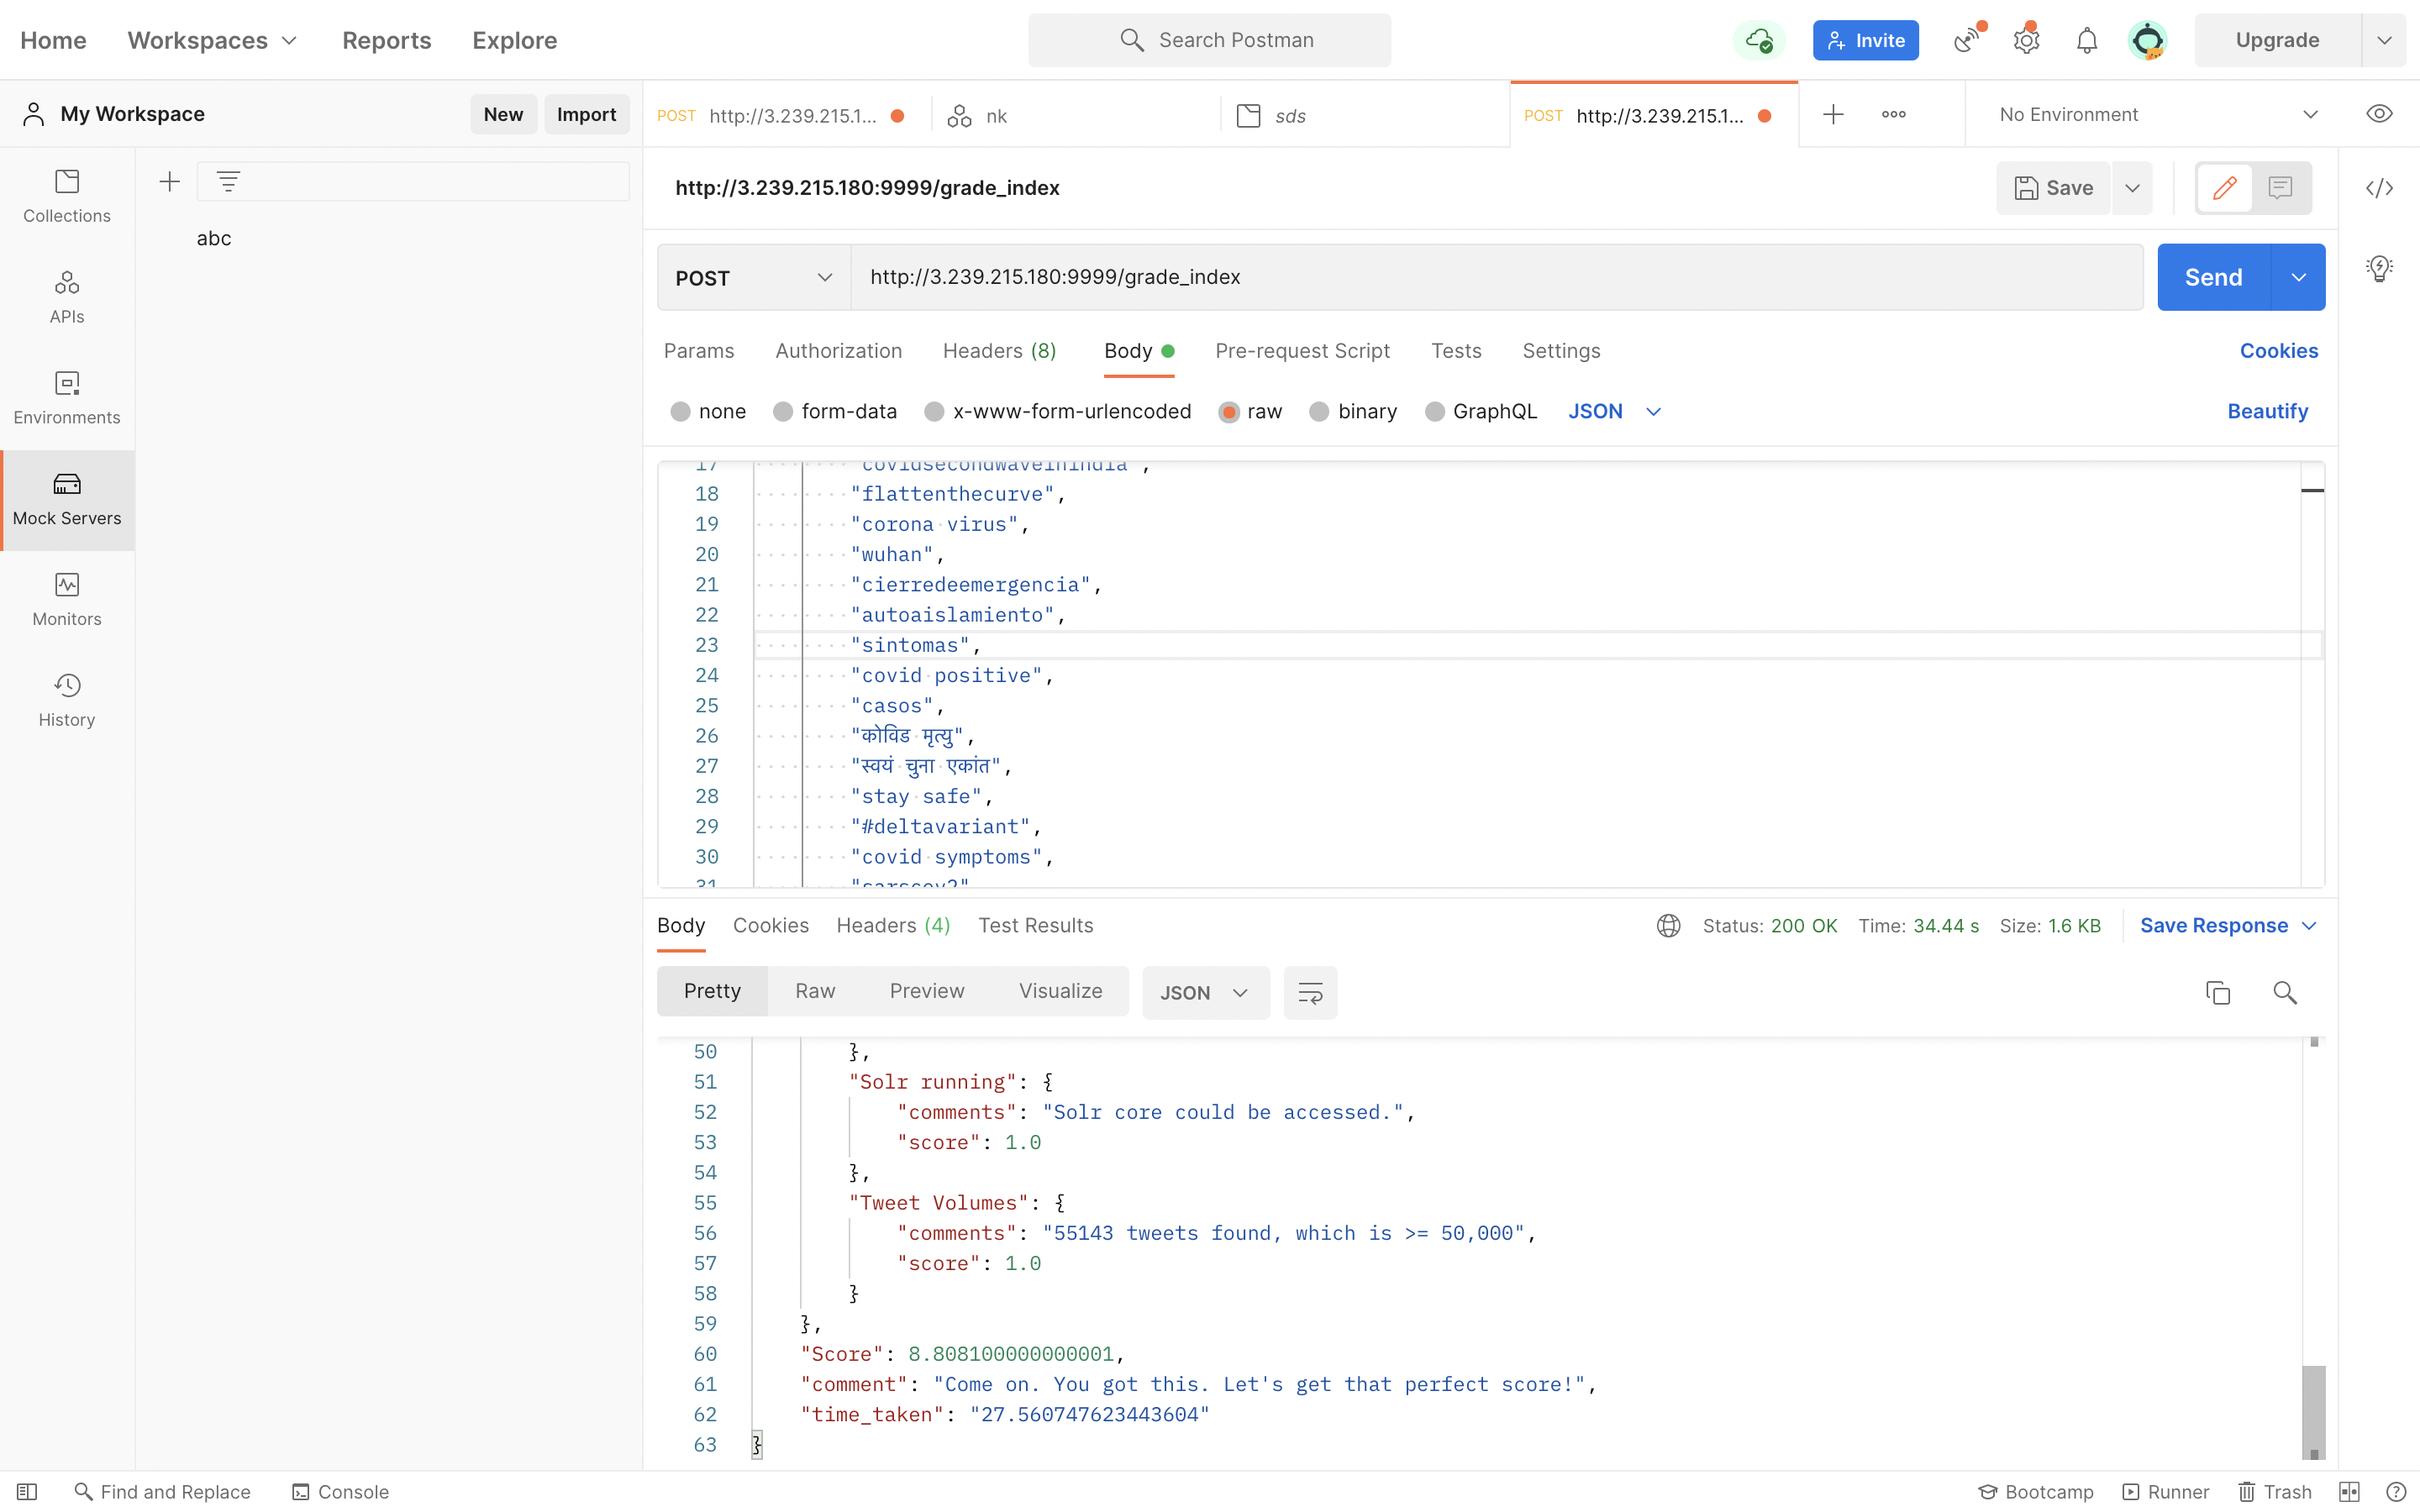 Home Workspaces Reports Explore Search Postman Invite Upgrade
My Workspace New Import POST http://3.239.215.1... nk sds POST http://3.239.215.1... No Environment
Collections
APIs
Environments
Mock Servers
Monitors
History
abc
http://3.239.215.180:9999/grade_index Save
POST http://3.239.215.180:9999/grade_index Send
Params Authorization Headers (8) Body Pre-request Script Tests Settings Cookies
none form-data x-www-form-urlencoded raw binary GraphQL JSON Beautify
17 "covidsecondwaveinindia",
18 "flattenthecurve",
19 "corona virus",
20 "wuhan",
21 "cierredeemergencia",
22 "autoaislamiento",
23 "sintomas",
24 "covid positive",
25 "casos",
26 "कोविड मृत्यु",
27 "स्वयं चुना एकांत",
28 "stay safe",
29 "#deltavariant",
30 "covid symptoms",
31 "sarscov2"
Body Cookies Headers (4) Test Results Status: 200 OK Time: 34.44 s Size: 1.6 KB Save Response
Pretty Raw Preview Visualize JSON
50 },
51 "Solr running": {
52 "comments": "Solr core could be accessed.",
53 "score": 1.0
54 },
55 "Tweet Volumes": {
56 "comments": "55143 tweets found, which is >= 50,000",
57 "score": 1.0
58 }
59 },
60 "Score": 8.808100000000001,
61 "comment": "Come on. You got this. Let's get that perfect score!",
62 "time_taken": "27.560747623443604"
63 }
Find and Replace Console Bootcamp Runner Trash